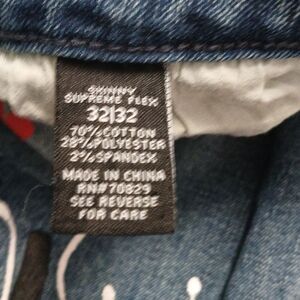 SKINNY
SUPREME FLEX
32|32
70%COTTON
28%POLYESTER
2%SPANDEX
MADE IN CHINA
RN#70829
SEE REVERSE
FOR CARE